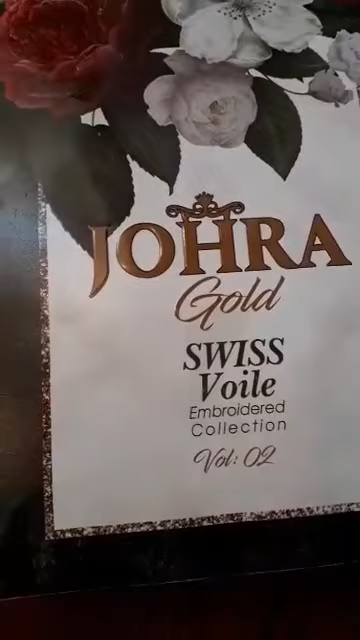 JOHRA
Gold
SWISS
Voile
Embroidered
Collection
Vol: 02